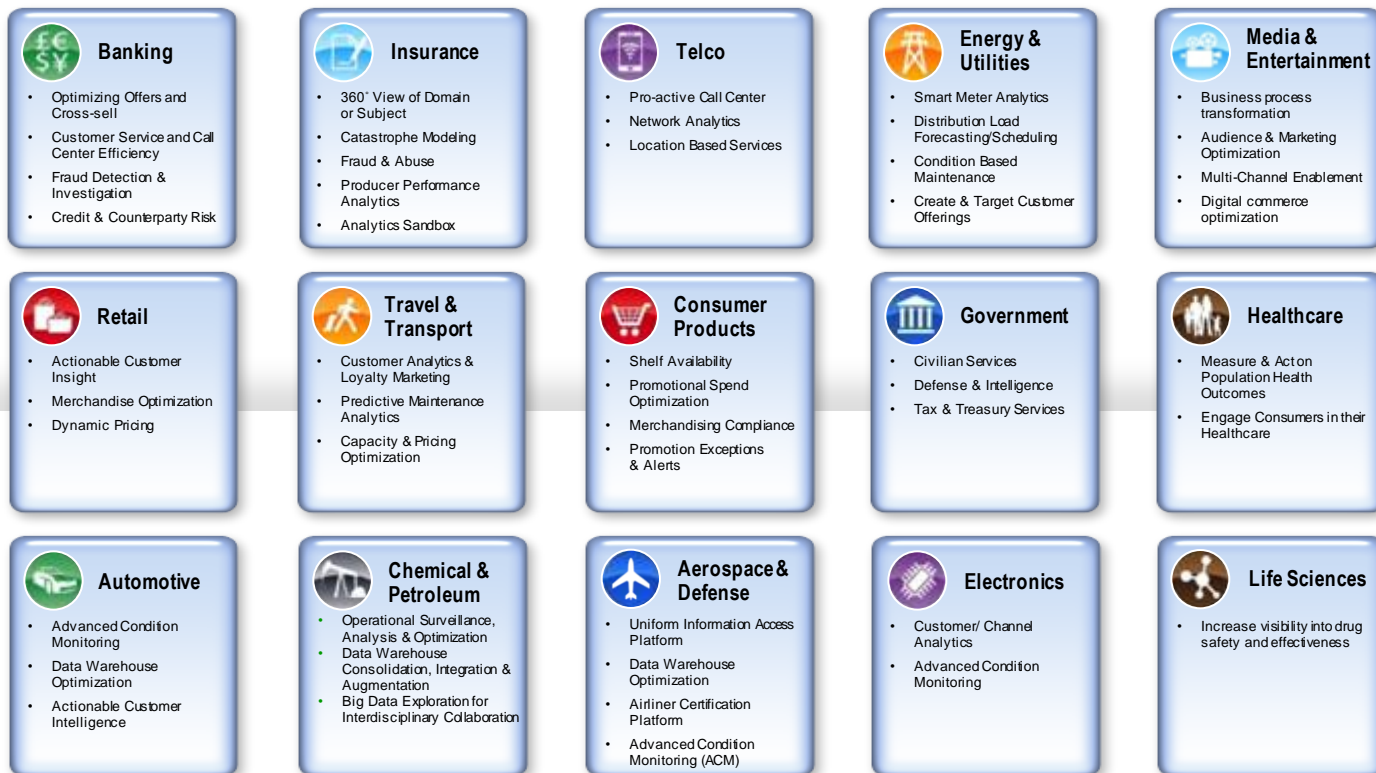 Banking
• Optimizing Offers and
Cross-sell
• Customer Service and Call
Center Efficiency
• Fraud Detection &
Investigation
• Credit & Counterparty Risk
Insurance
• 360° View of Domain
or Subject
• Catastrophe Modeling
• Fraud & Abuse
• Producer Performance
Analytics
• Analytics Sandbox
Telco
• Pro-active Call Center
• Network Analytics
• Location Based Services
Energy &
Utilities
• Smart Meter Analytics
• Distribution Load
Forecasting/Scheduling
• Condition Based
Maintenance
• Create & Target Customer
Offerings
Media &
Entertainment
• Business process
transformation
• Audience & Marketing
Optimization
• Multi-Channel Enablement
• Digital commerce
optimization
Retail
• Actionable Customer
Insight
• Merchandise Optimization
• Dynamic Pricing
Travel &
Transport
• Customer Analytics &
Loyalty Marketing
• Predictive Maintenance
Analytics
• Capacity & Pricing
Optimization
Consumer
Products
• Shelf Availability
• Promotional Spend
Optimization
• Merchandising Compliance
• Promotion Exceptions
& Alerts
Government
• Civilian Services
• Defense & Intelligence
• Tax & Treasury Services
Healthcare
• Measure & Act on
Population Health
Outcomes
• Engage Consumers in their
Healthcare
Automotive
• Advanced Condition
Monitoring
• Data Warehouse
Optimization
• Actionable Customer
Intelligence
Chemical &
Petroleum
• Operational Surveillance,
Analysis & Optimization
• Data Warehouse
Consolidation, Integration &
Augmentation
• Big Data Exploration for
Interdisciplinary Collaboration
Aerospace &
Defense
• Uniform Information Access
Platform
• Data Warehouse
Optimization
• Airliner Certification
Platform
• Advanced Condition
Monitoring (ACM)
Electronics
• Customer/ Channel
Analytics
• Advanced Condition
Monitoring
Life Sciences
• Increase visibility into drug
safety and effectiveness